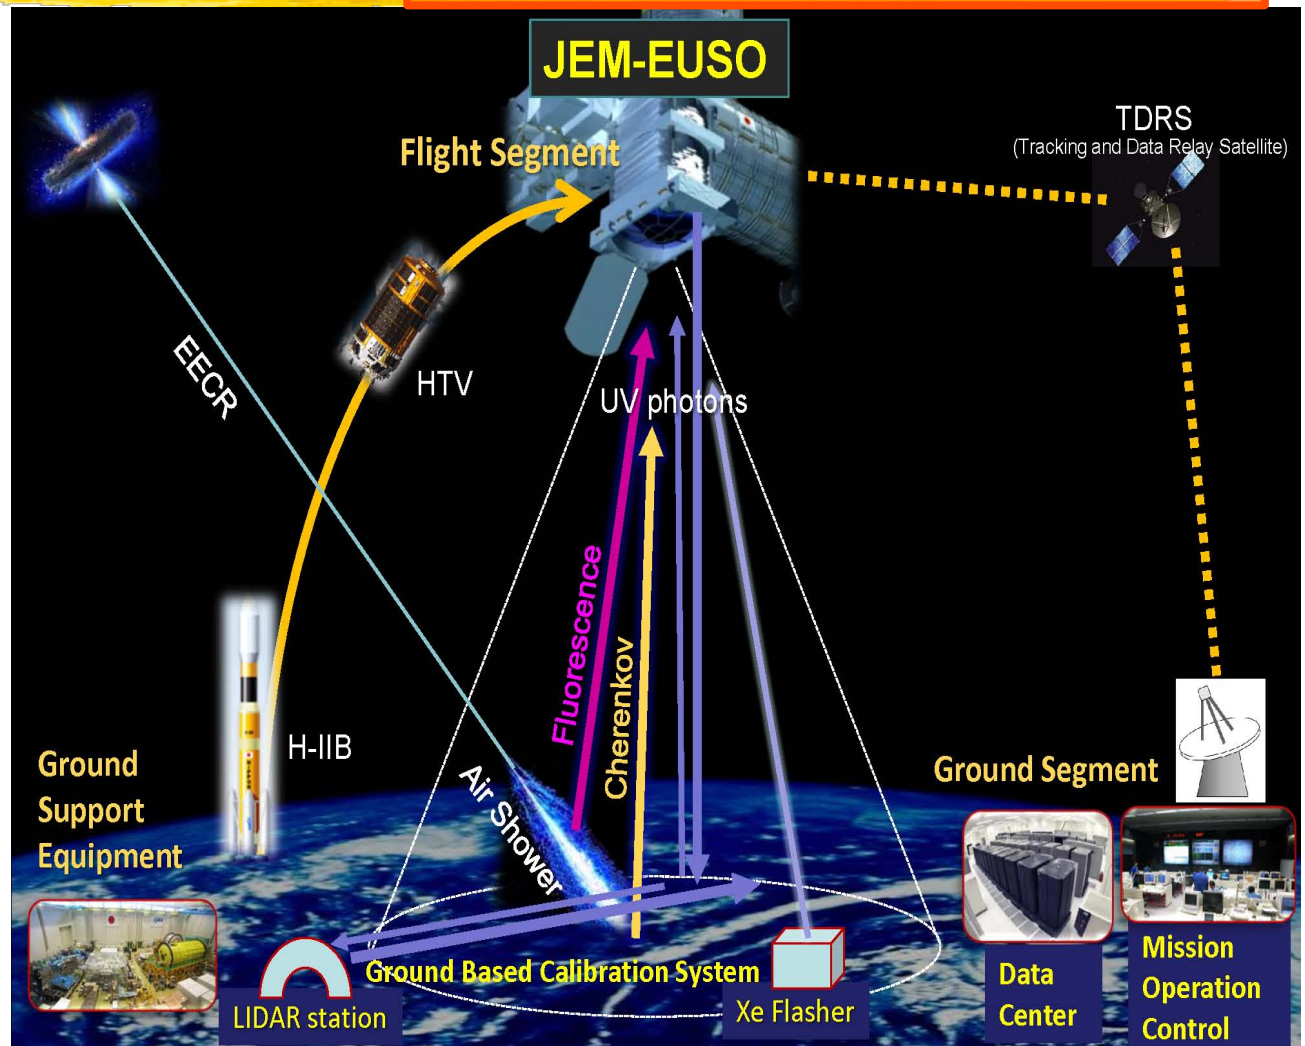 JEM-EUSO
TDRS
(Tracking and Data Relay Satellite)
Flight Segment
EECR
HTV
UV photons
Fluorescence
Cherenkov
H-IIB
Air Shower
Ground
Support
Equipment
Ground Segment
Ground Based Calibration System
LIDAR station
Xe Flasher
Data
Center
Mission
Operation
Control